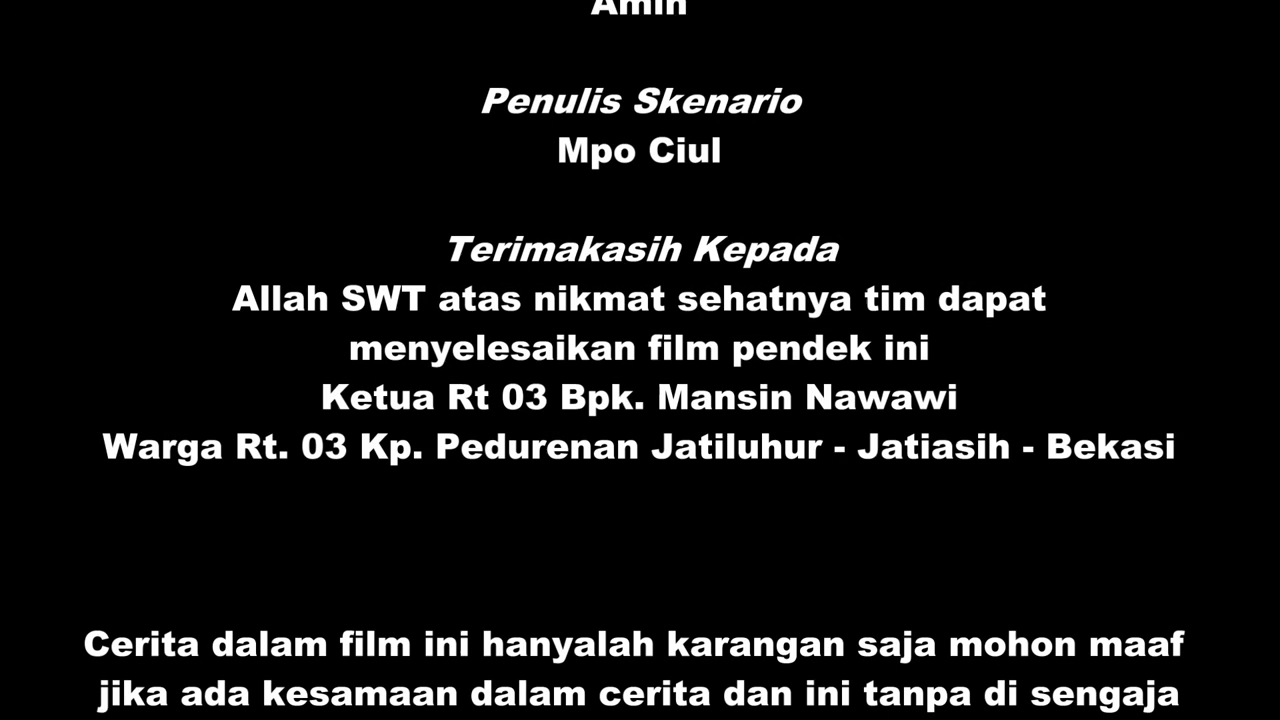 Amin
Penulis Skenario
Mpo Ciul
Terimakasih Kepada
Allah SWT atas nikmat sehatnya tim dapat
menyelesaikan film pendek ini
Ketua Rt 03 Bpk. Mansin Nawawi
Warga Rt. 03 Kp. Pedurenan Jatiluhur - Jatiasih - Bekasi
Cerita dalam film ini hanyalah karangan saja mohon maaf
jika ada kesamaan dalam cerita dan ini tanpa di sengaja